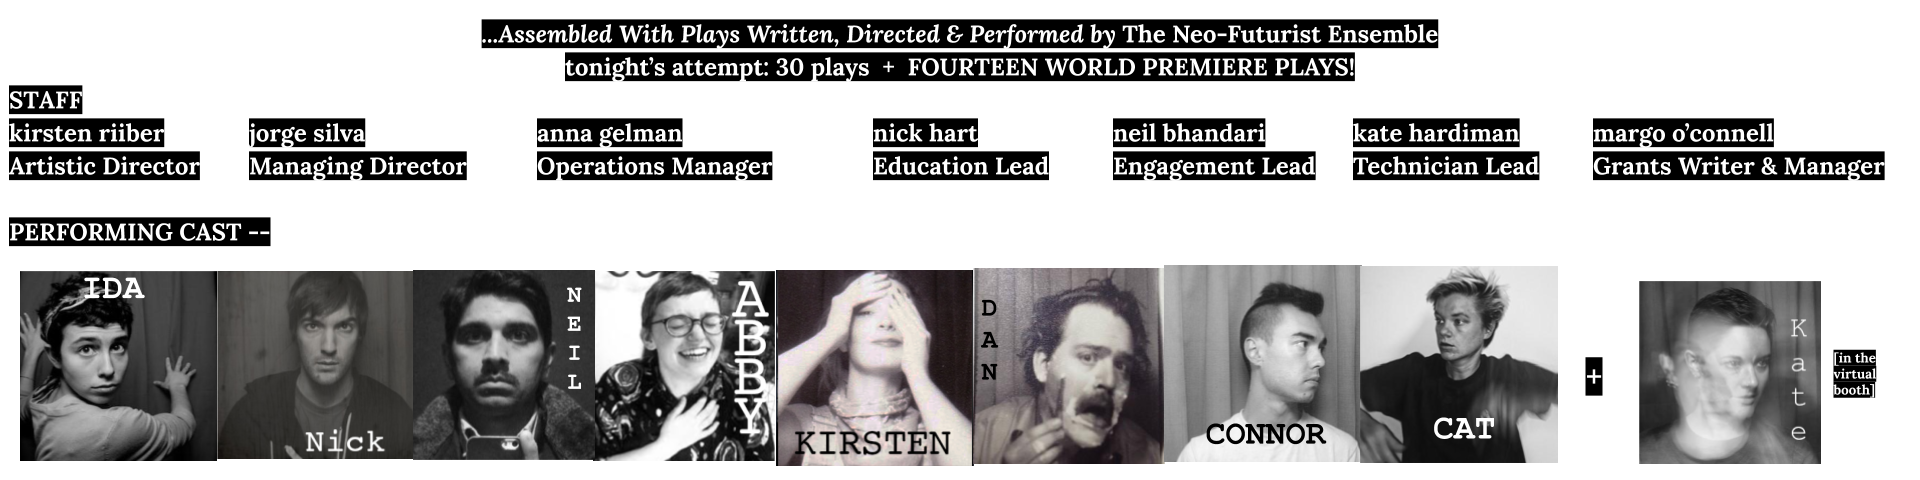 ...Assembled With Plays Written, Directed & Performed by The Neo-Futurist Ensemble
tonight's attempt: 30 plays + FOURTEEN WORLD PREMIERE PLAYS!
STAFF
kirsten riiber jorge silva anna gelman nick hart neil bhandari kate hardiman margo o'connell
Artistic Director Managing Director Operations Manager Education Lead Engagement Lead Technician Lead Grants Writer & Manager
PERFORMING CAST --
IDA
Nick
NEIL
ABBY
KIRSTEN
DAN
CONNOR
CAT
+
Kate
[in the
virtual
booth]